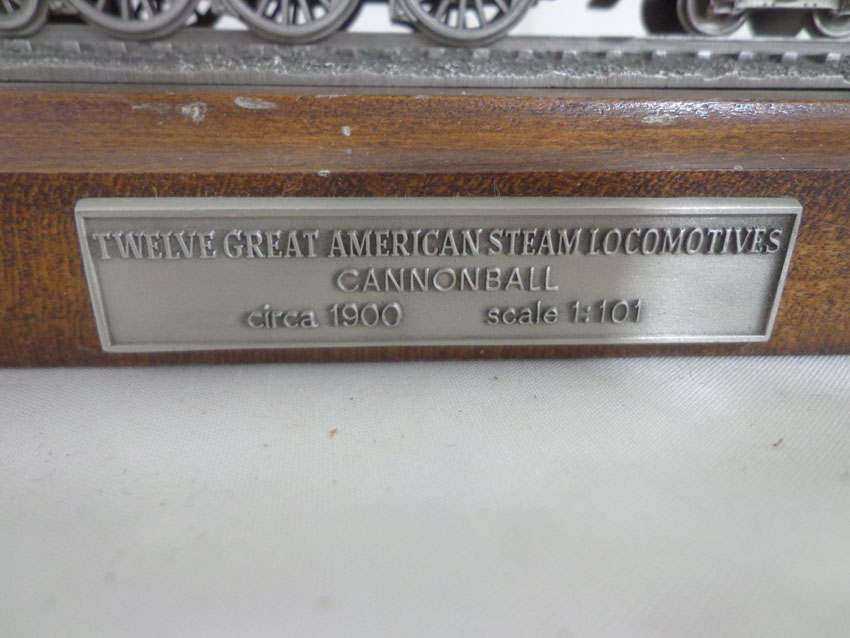 TWELVE GREAT AMERICAN STEAM LOCOMOTIVES
CANNONBALL
circa 1900 scale 1:101